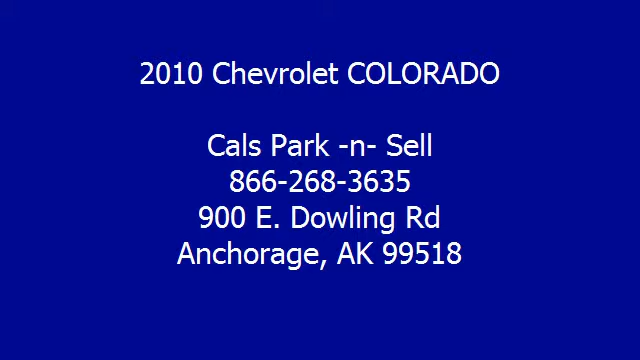 2010 Chevrolet COLORADO
Cals Park -n- Sell
866-268-3635
900 E. Dowling Rd
Anchorage, AK 99518